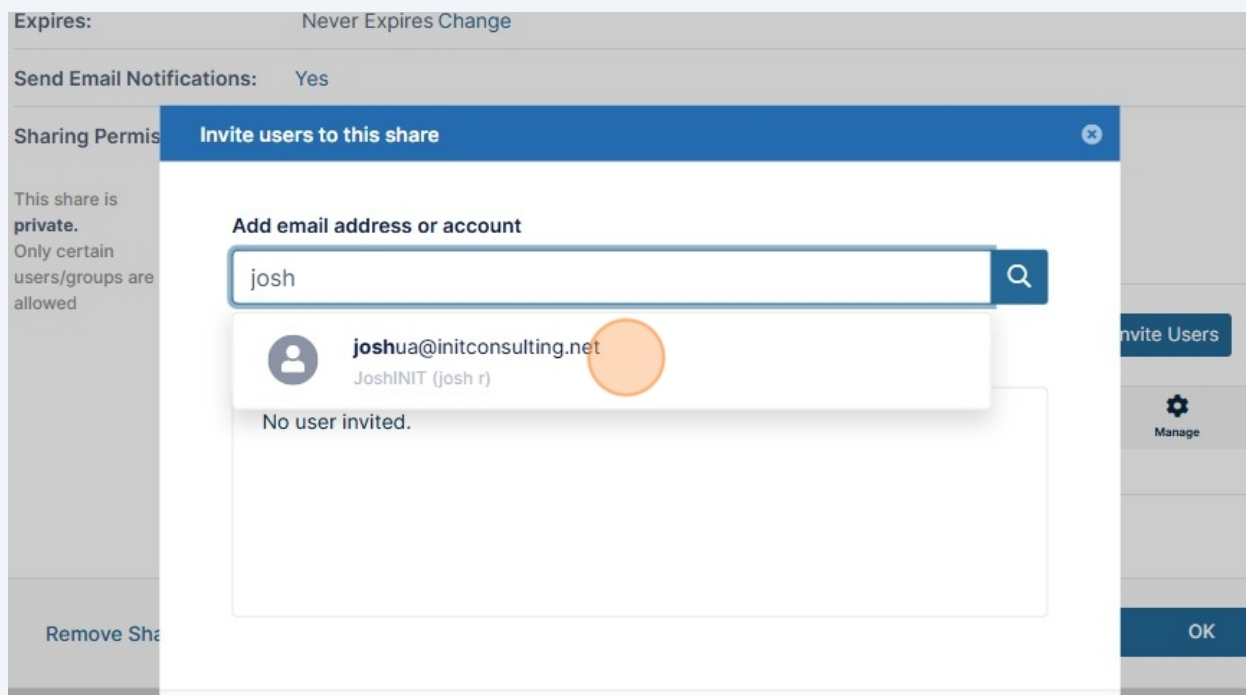 Expires: Never Expires Change
Send Email Notifications: Yes
Sharing Permis
Invite users to this share
This share is
private.
Only certain
users/groups are
allowed
Add email address or account
josh
joshua@initconsulting.net
JoshINIT (josh r)
No user invited.
nvite Users
Manage
Remove Sha
OK